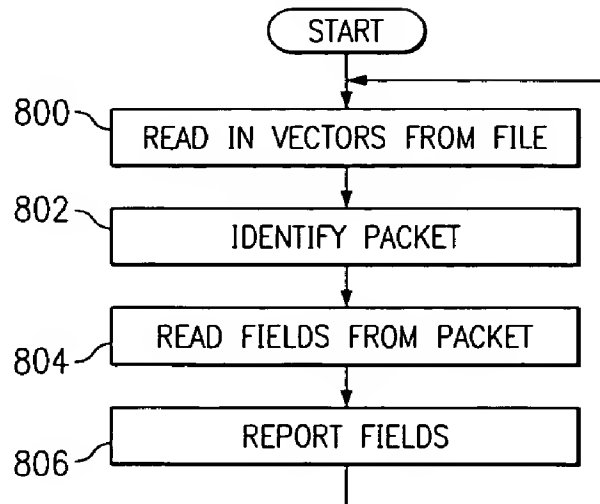 START
800
READ IN VECTORS FROM FILE
802
IDENTIFY PACKET
804
READ FIELDS FROM PACKET
806
REPORT FIELDS